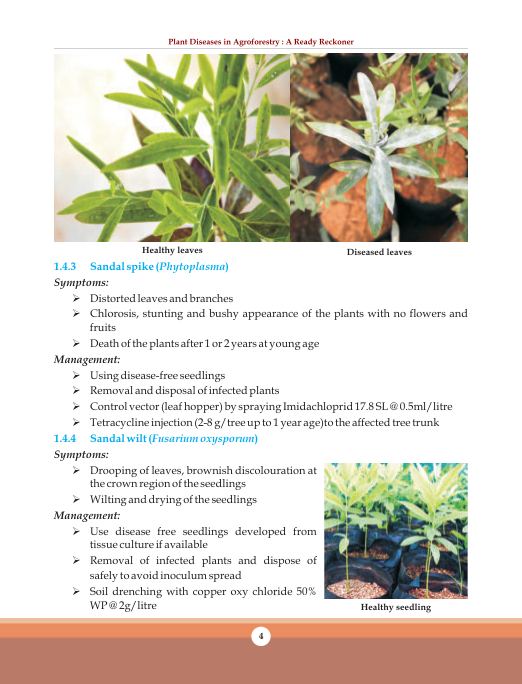 Plant Diseases in Agroforestry : A Ready Reckoner
Healthy leaves
Diseased leaves
1.4.3 Sandal spike (Phytoplasma)
Symptoms:
➢ Distorted leaves and branches
➢ Chlorosis, stunting and bushy appearance of the plants with no flowers and
fruits
➢ Death of the plants after 1 or 2 years at young age
Management:
➢ Using disease-free seedlings
➢ Removal and disposal of infected plants
➢ Control vector (leaf hopper) by spraying Imidachloprid 17.8 SL @ 0.5ml/litre
➢ Tetracycline injection (2-8 g/tree up to 1 year age)to the affected tree trunk
1.4.4 Sandal wilt (Fusarium oxysporum)
Symptoms:
➢ Drooping of leaves, brownish discolouration at
the crown region of the seedlings
➢ Wilting and drying of the seedlings
Management:
➢ Use disease free seedlings developed from
tissue culture if available
➢ Removal of infected plants and dispose of
safely to avoid inoculum spread
➢ Soil drenching with copper oxy chloride 50%
WP @ 2g/litre
Healthy seedling
4